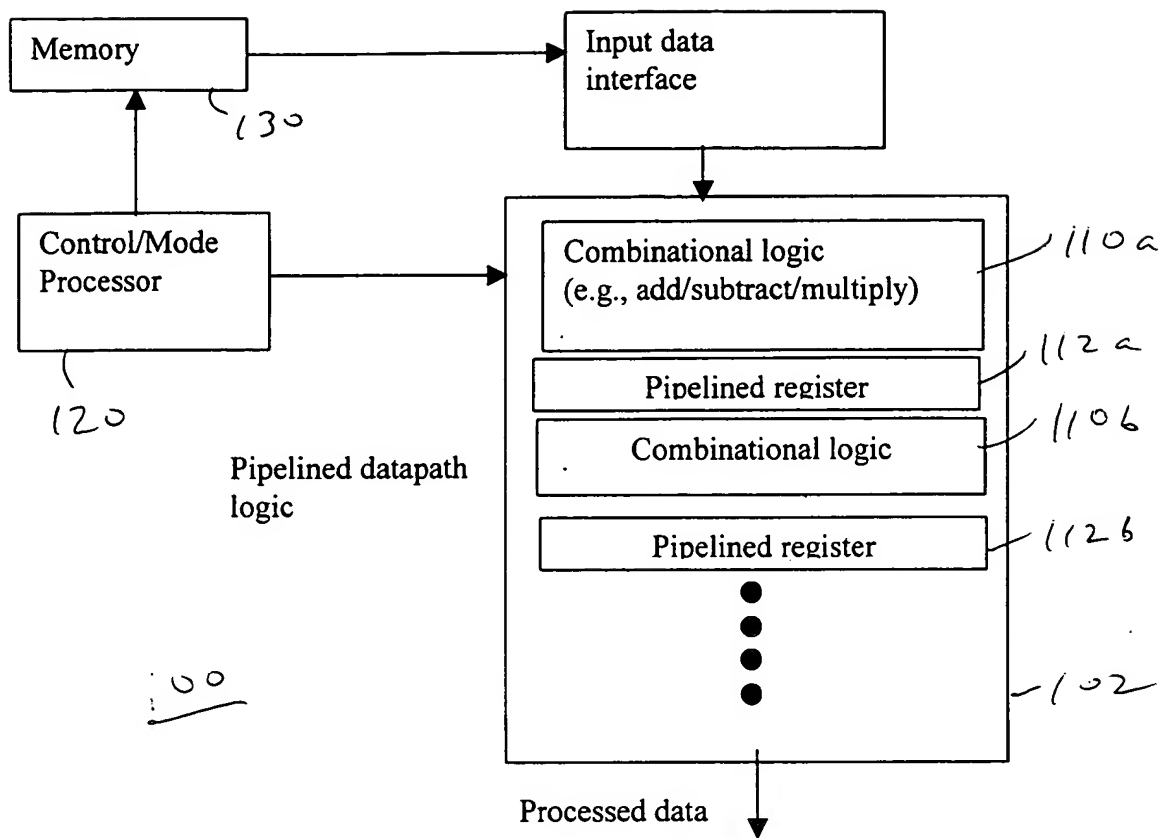 Memory
130
Input data
interface
Control/Mode
Processor
120
Combinational logic
(e.g., add/subtract/multiply)
110a
Pipelined register
112a
Combinational logic
110b
Pipelined datapath
logic
Pipelined register
112b
100
102
Processed data